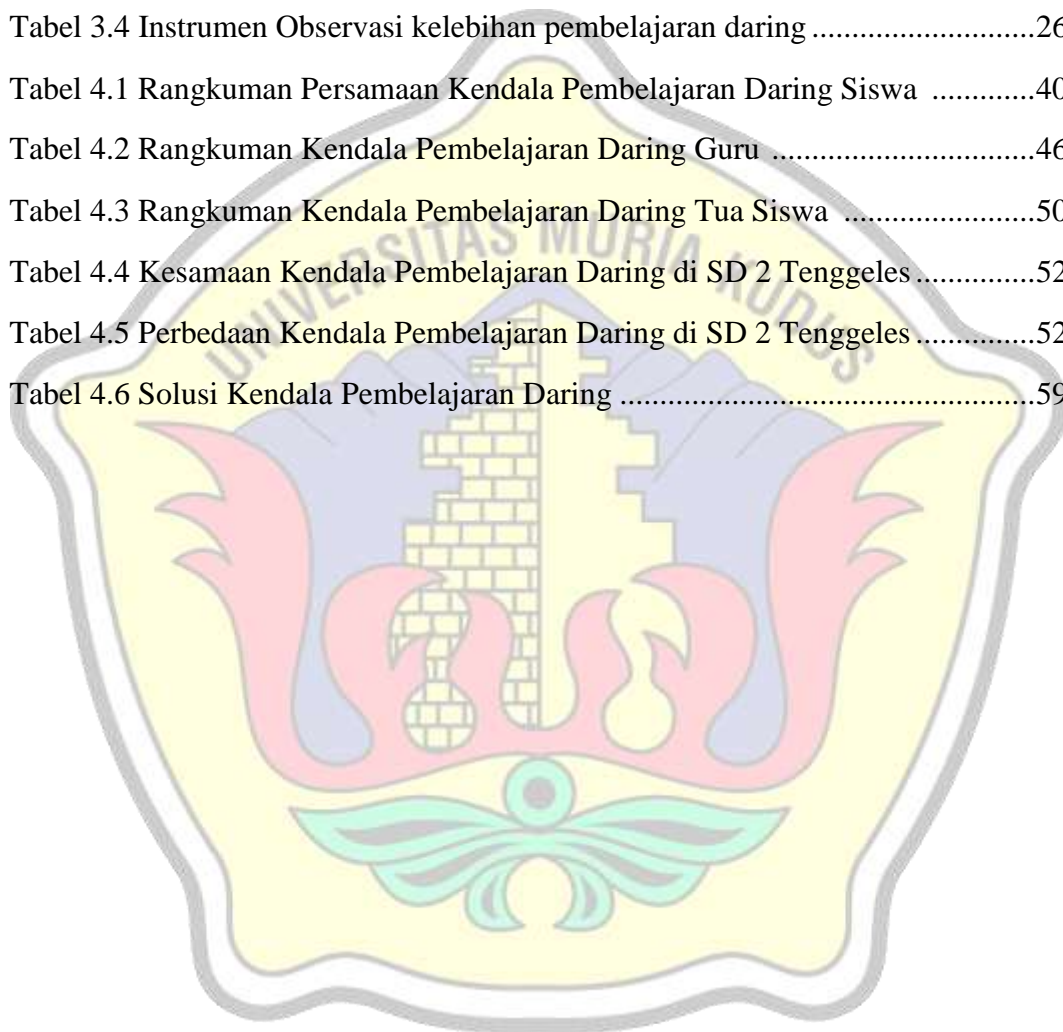 Tabel 3.4 Instrumen Observasi kelebihan pembelajaran daring ...........................26
Tabel 4.1 Rangkuman Persamaan Kendala Pembelajaran Daring Siswa .............40
Tabel 4.2 Rangkuman Kendala Pembelajaran Daring Guru ................................46
Tabel 4.3 Rangkuman Kendala Pembelajaran Daring Tua Siswa .......................50
Tabel 4.4 Kesamaan Kendala Pembelajaran Daring di SD 2 Tenggeles..............52
Tabel 4.5 Perbedaan Kendala Pembelajaran Daring di SD 2 Tenggeles..............52
Tabel 4.6 Solusi Kendala Pembelajaran Daring ..................................................59
UNIVERSITAS MURIA KUDUS